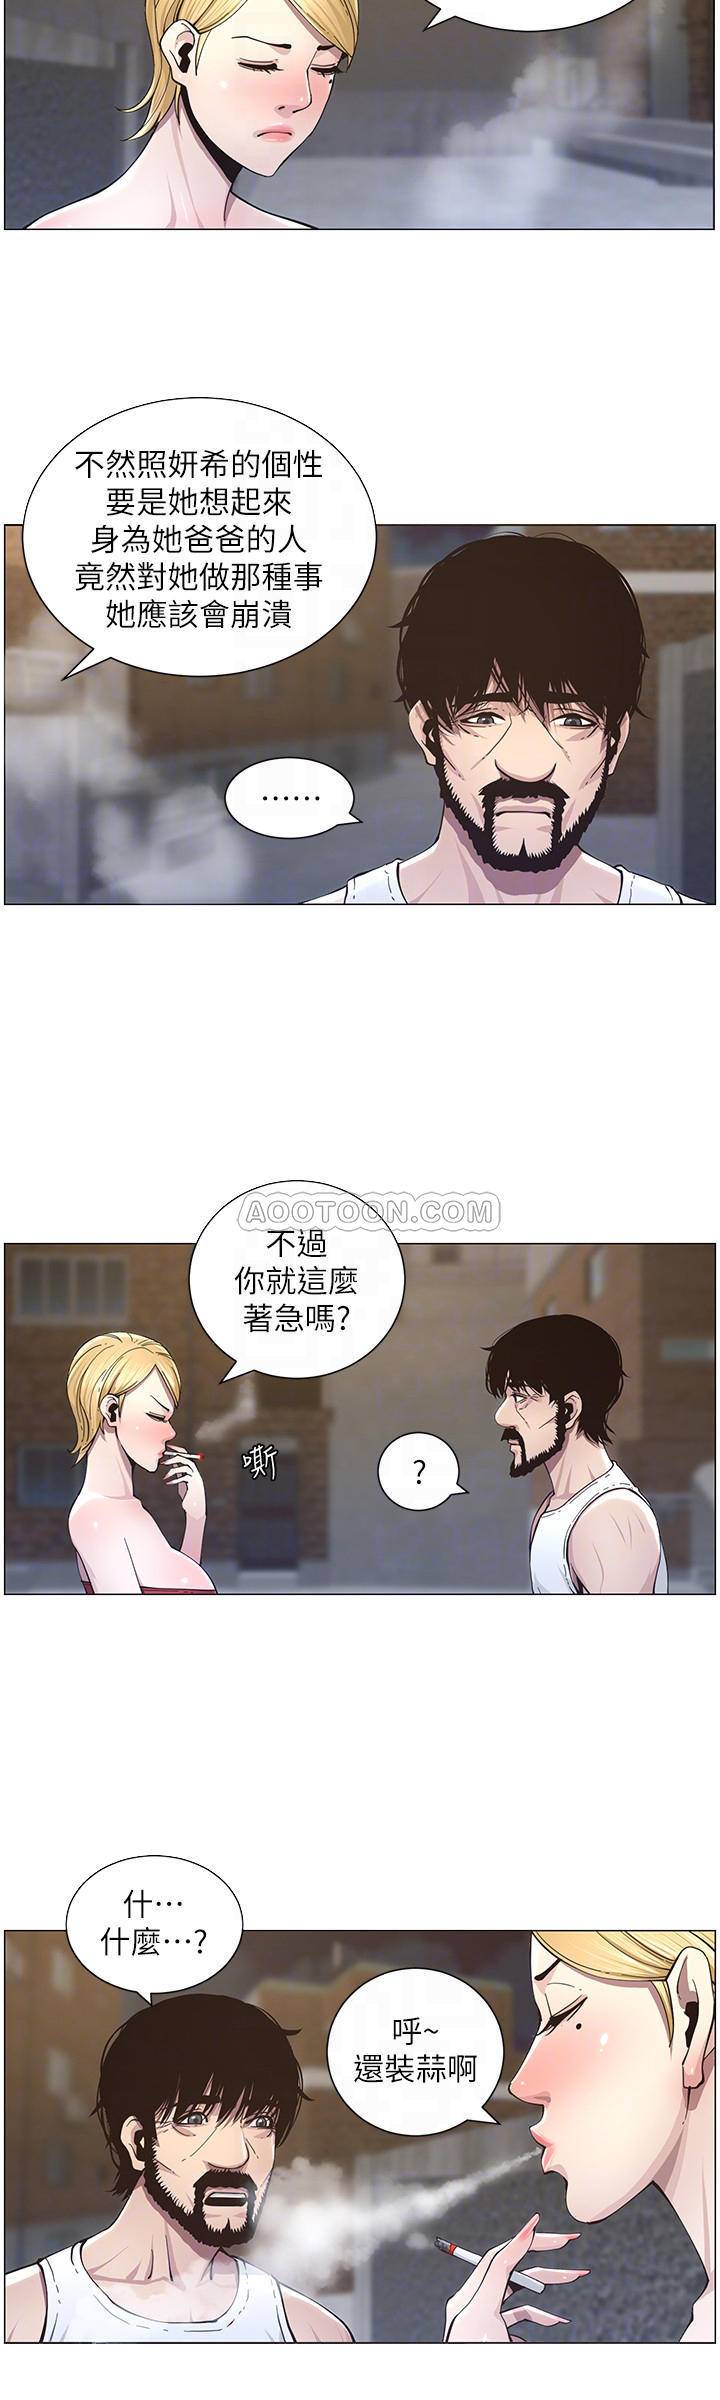 不然照妍希的個性
要是她想起來
身為她爸爸的人
竟然對她做那種事
她應該會崩潰
……
AOOTOON.COM
不過
你就這麼
著急嗎?
嘶
?
什…
什麼…?
呼~
還裝蒜啊